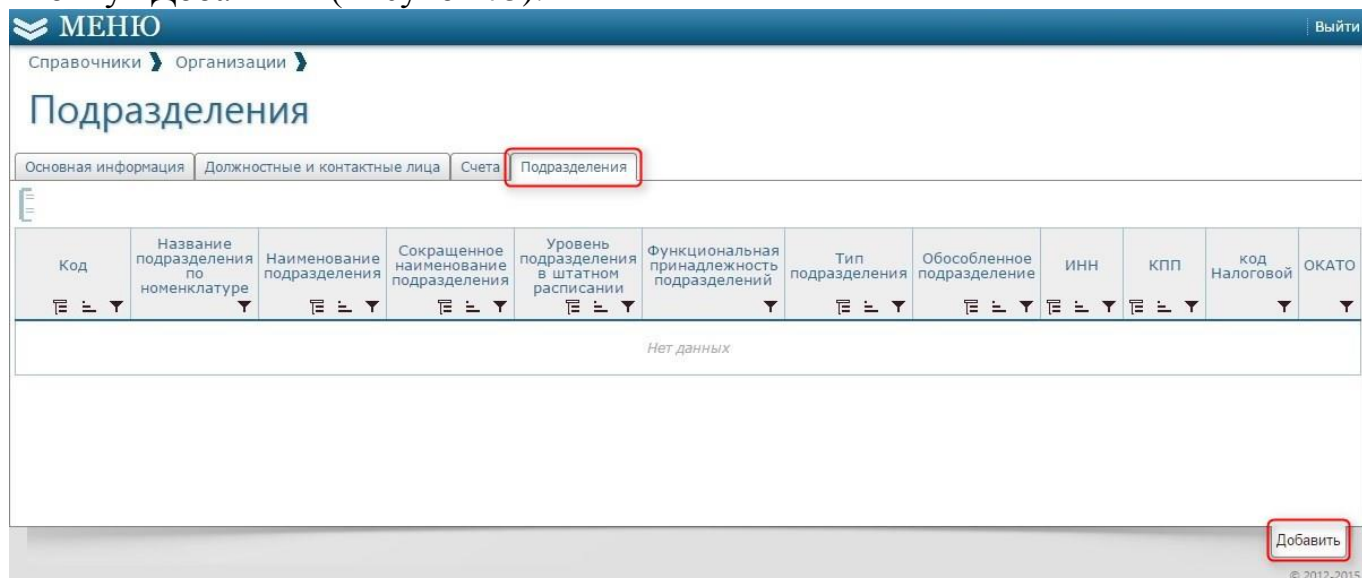 МЕНЮ Выйти
Справочники Организации
Подразделения
Основная информация Должностные и контактные лица Счета Подразделения
Код
Название подразделения по номенклатуре
Наименование подразделения
Сокращенное наименование подразделения
Уровень подразделения в штатном расписании
Функциональная принадлежность подразделений
Тип подразделения
Обособленное подразделение
ИНН
КПП
код Налоговой
ОКАТО
Нет данных
Добавить
© 2012-2015